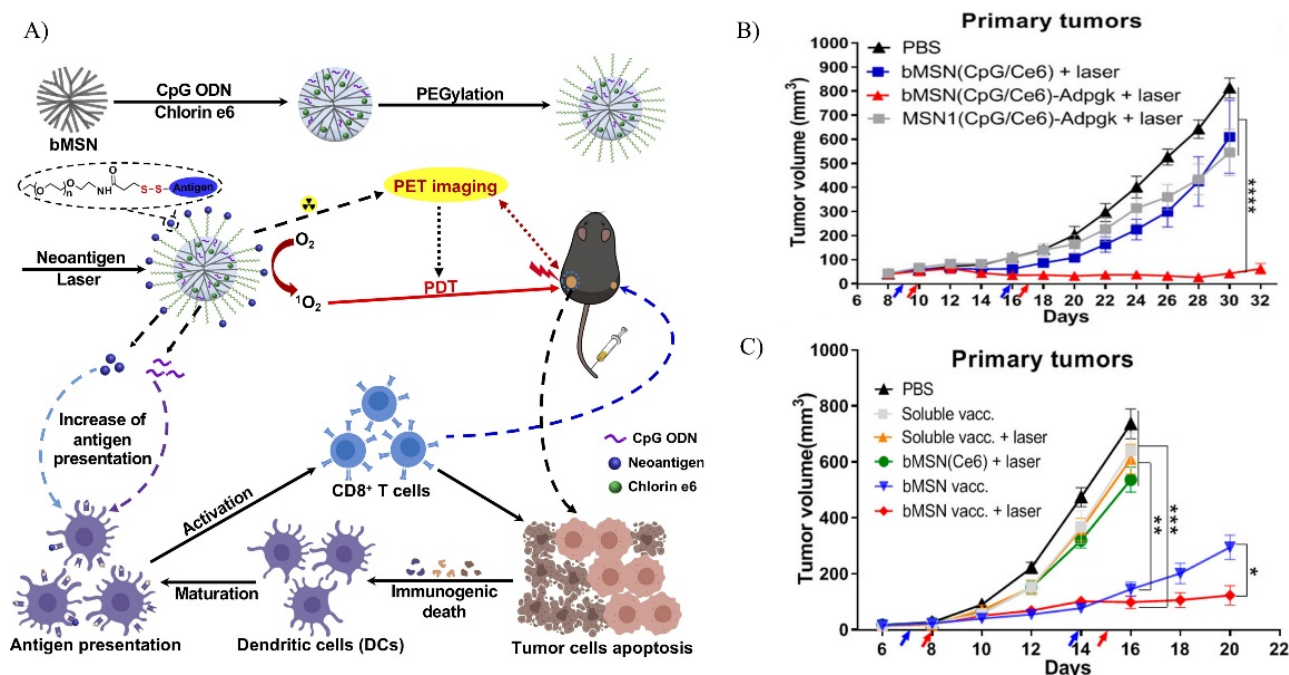 A)
CpG ODN
Chlorin e6
PEGylation
bMSN
O
n
O
N
H
O
S-S
Antigen
PET imaging
O2
Neoantigen
Laser
PDT
¹O2
Increase of
antigen
presentation
CpG ODN
Neoantigen
Chlorin e6
CD8⁺ T cells
Activation
Maturation
Immunogenic
death
Antigen presentation
Dendritic cells (DCs)
Tumor cells apoptosis
B)
Primary tumors
Tumor volume (mm³)
1000
900
800
700
600
500
400
300
200
100
0
PBS
bMSN(CpG/Ce6) + laser
bMSN(CpG/Ce6)-Adpgk + laser
MSN1(CpG/Ce6)-Adpgk + laser
****
6 8 10 12 14 16 18 20 22 24 26 28 30 32
Days
C)
Primary tumors
Tumor volume(mm³)
1000
800
600
400
200
0
PBS
Soluble vacc.
Soluble vacc. + laser
bMSN(Ce6) + laser
bMSN vacc.
bMSN vacc. + laser
**
***
*
6 8 10 12 14 16 18 20 22
Days